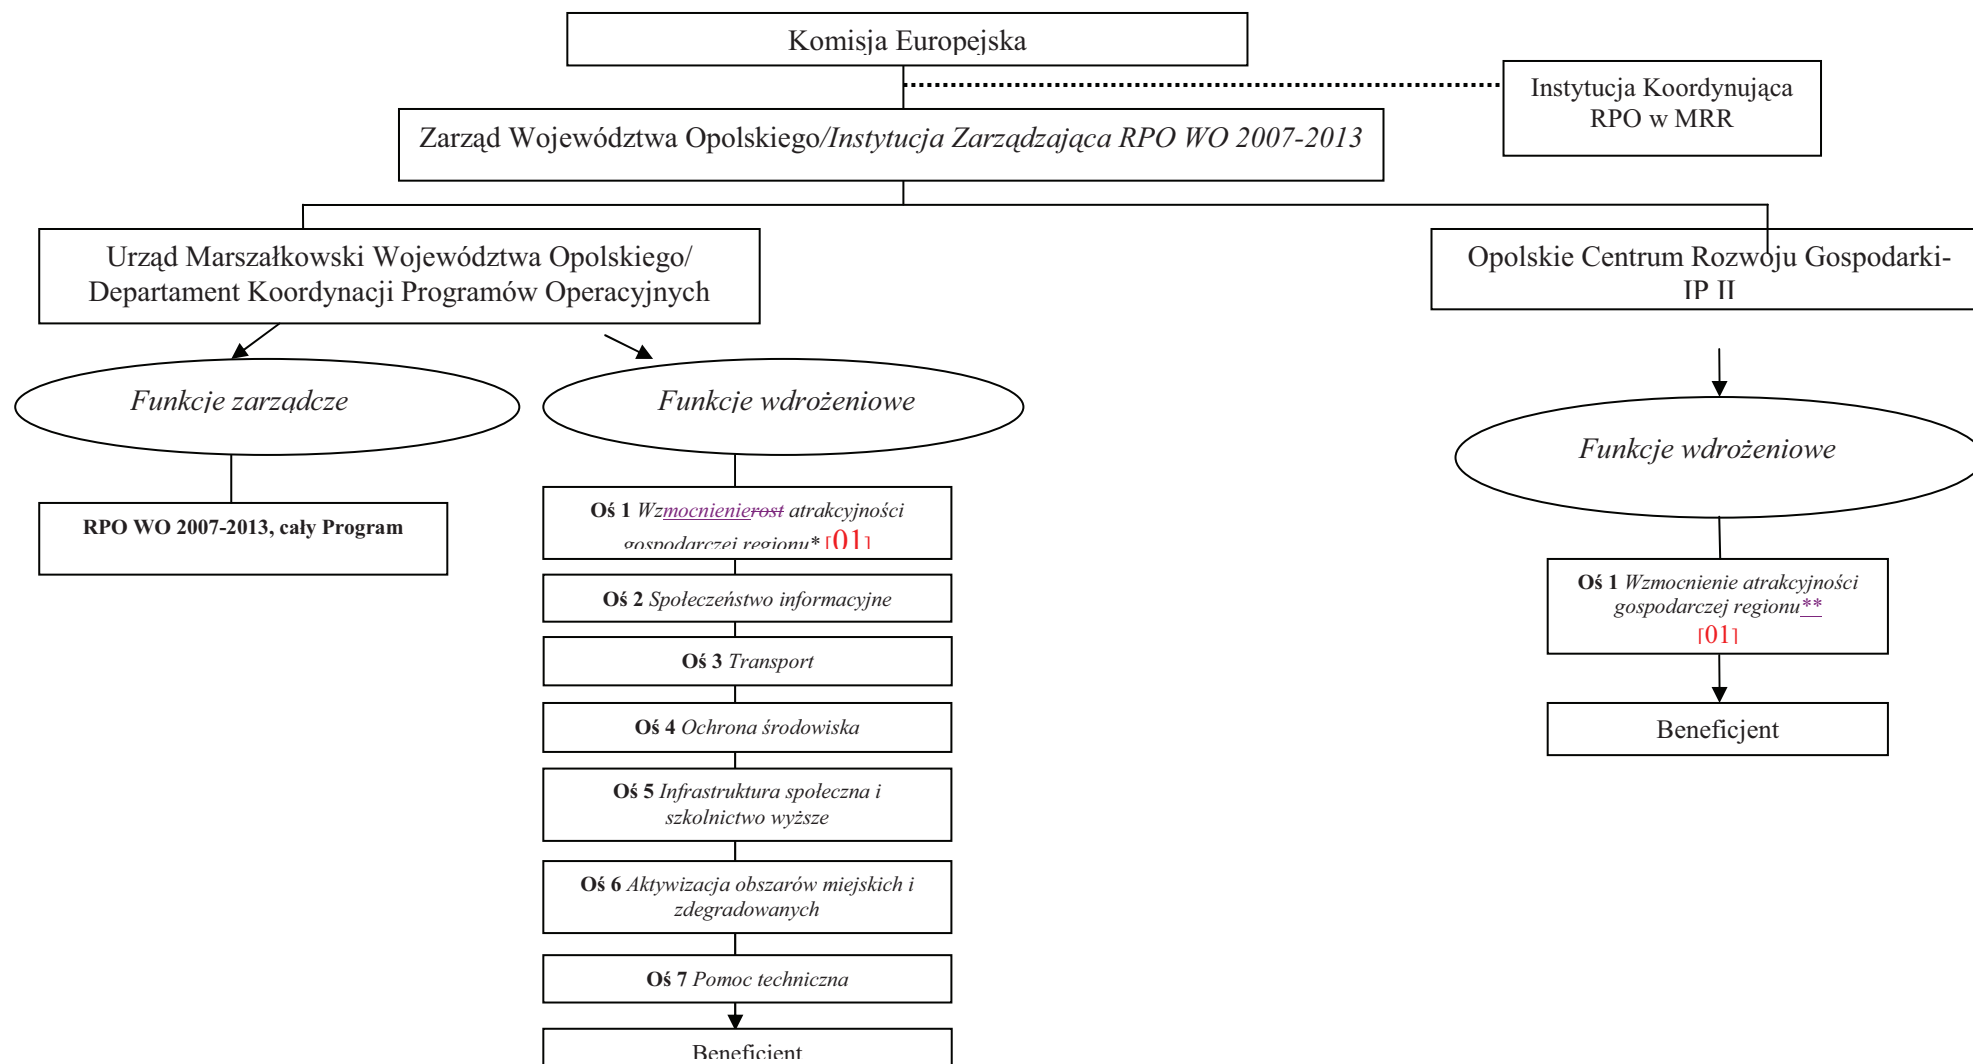 Komisja Europejska
Instytucja Koordynująca
RPO w MRR
Zarząd Województwa Opolskiego/Instytucja Zarządzająca RPO WO 2007-2013
Urząd Marszałkowski Województwa Opolskiego/
Departament Koordynacji Programów Operacyjnych
Opolskie Centrum Rozwoju Gospodarki-
IP II
Funkcje zarządcze
Funkcje wdrożeniowe
Funkcje wdrożeniowe
RPO WO 2007-2013, cały Program
Oś 1 Wzmocnienierost atrakcyjności
gospodarczej regionu* [01]
Oś 2 Społeczeństwo informacyjne
Oś 3 Transport
Oś 4 Ochrona środowiska
Oś 5 Infrastruktura społeczna i
szkolnictwo wyższe
Oś 6 Aktywizacja obszarów miejskich i
zdegradowanych
Oś 7 Pomoc techniczna
Beneficjent
Oś 1 Wzmocnienie atrakcyjności
gospodarczej regionu**
[01]
Beneficjent